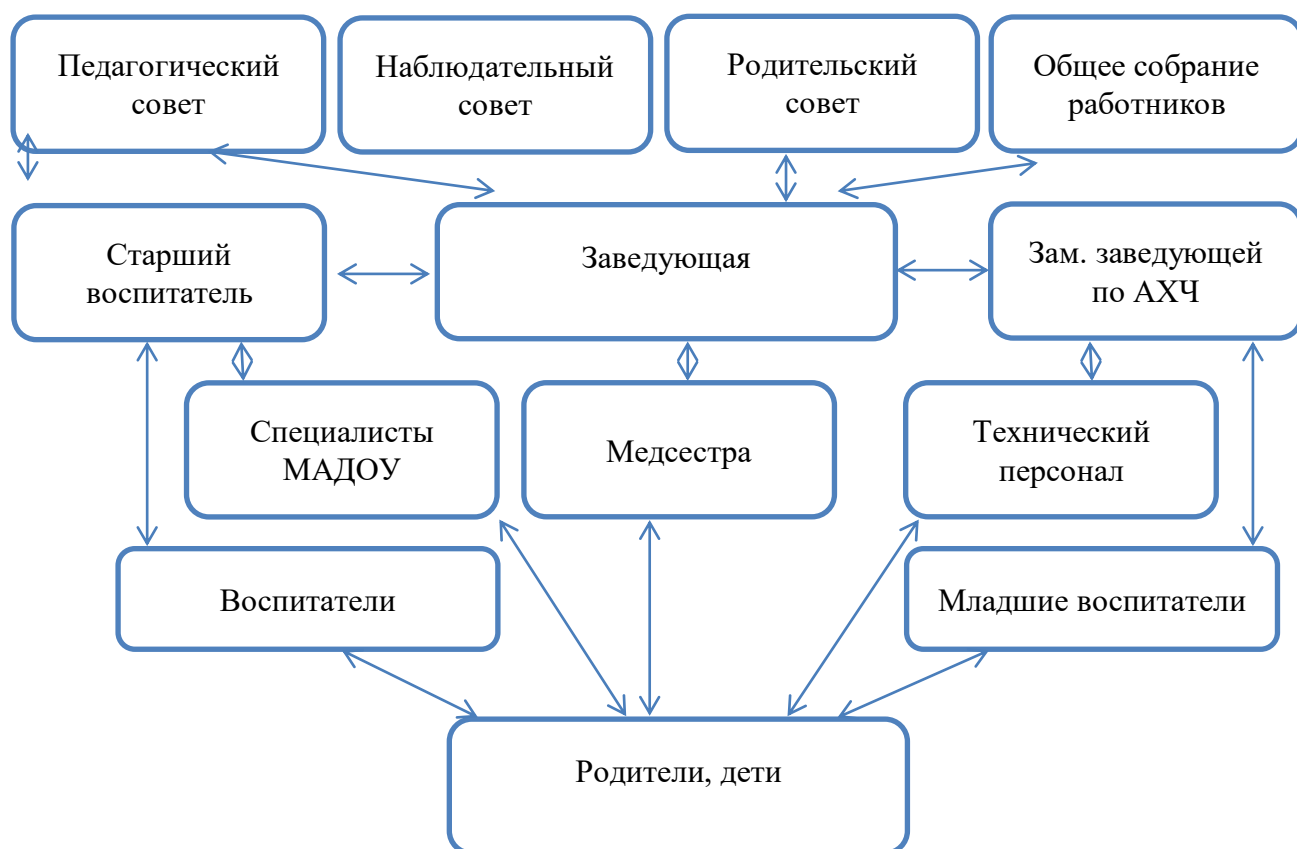 Педагогический
совет
Наблюдательный
совет
Родительский
совет
Общее собрание
работников
Старший
воспитатель
Заведующая
Зам. заведующей
по АХЧ
Специалисты
МАДОУ
Медсестра
Технический
персонал
Воспитатели
Младшие воспитатели
Родители, дети